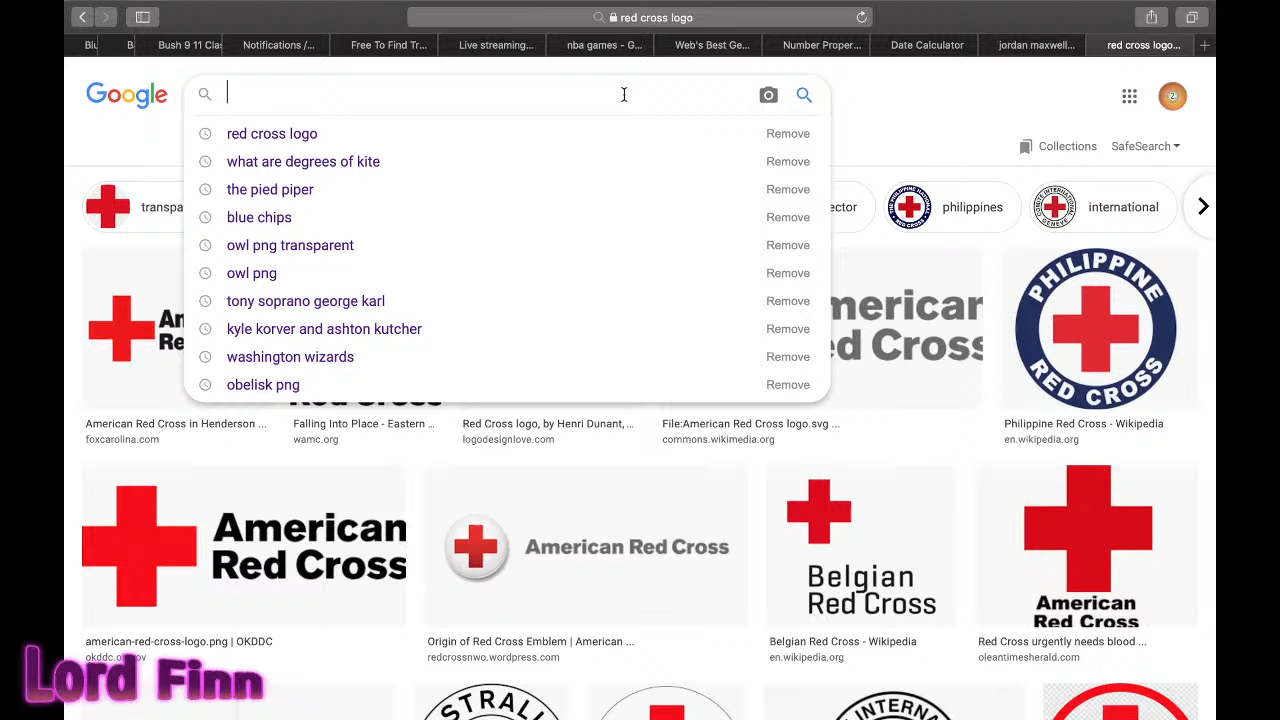 red cross logo
Blu
B
Bush 9 11 Clas
Notifications /...
Free To Find Tr...
Live streaming...
nba games - G...
Web's Best Ge...
Number Proper...
Date Calculator
jordan maxwell...
red cross logo...
Google
red cross logo Remove
what are degrees of kite Remove
the pied piper Remove
blue chips Remove
owl png transparent Remove
owl png Remove
tony soprano george karl Remove
kyle korver and ashton kutcher Remove
washington wizards Remove
obelisk png Remove
Collections SafeSearch
transpa
ctor
philippines
international
American
d Cross
PHILIPPINE
RED CROSS
American Red Cross in Henderson ...
foxcarolina.com
Falling Into Place - Eastern ...
wamc.org
Red Cross logo, by Henri Dunant, ...
logodesignlove.com
File:American Red Cross logo.svg ...
commons.wikimedia.org
Philippine Red Cross - Wikipedia
en.wikipedia.org
American
Red Cross
American Red Cross
Belgian
Red Cross
American
Red Cross
american-red-cross-logo.png | OKDDC
Origin of Red Cross Emblem | American ...
redcrossnwo.wordpress.com
Belgian Red Cross - Wikipedia
en.wikipedia.org
Red Cross urgently needs blood ...
oleantimesherald.com
Lord Finn
STRALI
INTERN